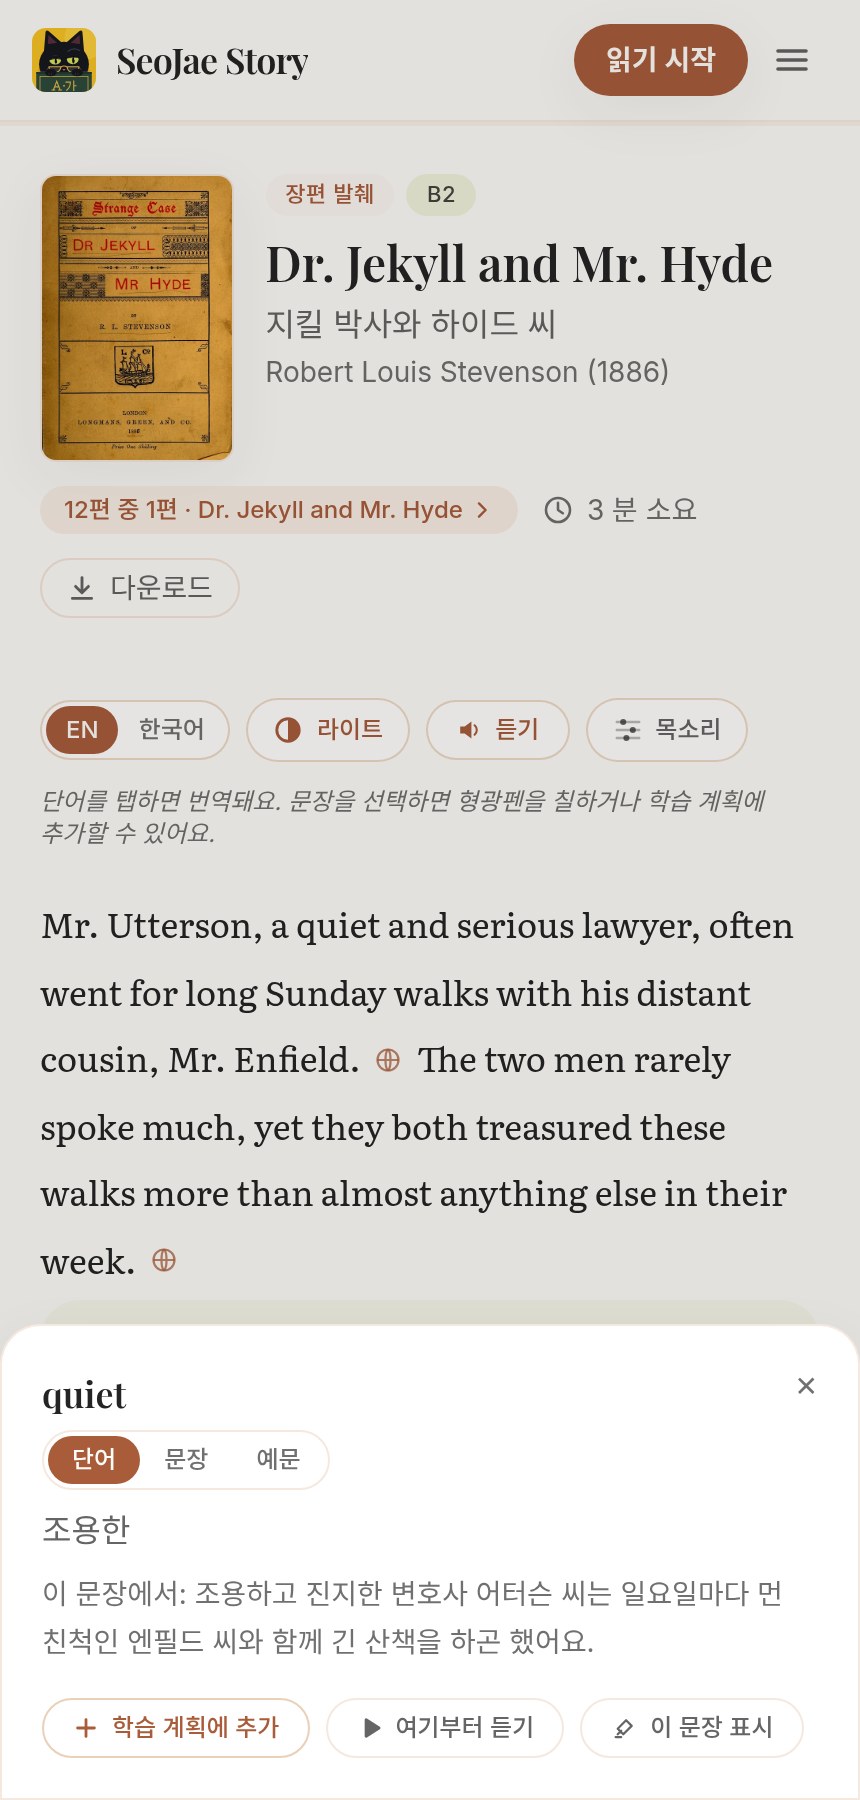 A·가
SeoJae Story
읽기 시작
Strange Case
OF
DR JEKYLL
AND
MR HYDE
BY
R. L. STEVENSON
L Co
LONDON
LONGMANS, GREEN, AND CO.
1886
Price One Shilling
장편 발췌
B2
Dr. Jekyll and Mr. Hyde
지킬 박사와 하이드 씨
Robert Louis Stevenson (1886)
12편 중 1편 · Dr. Jekyll and Mr. Hyde
3 분 소요
다운로드
EN 한국어 라이트 듣기 목소리
단어를 탭하면 번역돼요. 문장을 선택하면 형광펜을 칠하거나 학습 계획에
추가할 수 있어요.
Mr. Utterson, a quiet and serious lawyer, often
went for long Sunday walks with his distant
cousin, Mr. Enfield. The two men rarely
spoke much, yet they both treasured these
walks more than almost anything else in their
week.
quiet
단어 문장 예문
조용한
이 문장에서: 조용하고 진지한 변호사 어터슨 씨는 일요일마다 먼
친척인 엔필드 씨와 함께 긴 산책을 하곤 했어요.
학습 계획에 추가 여기부터 듣기 이 문장 표시